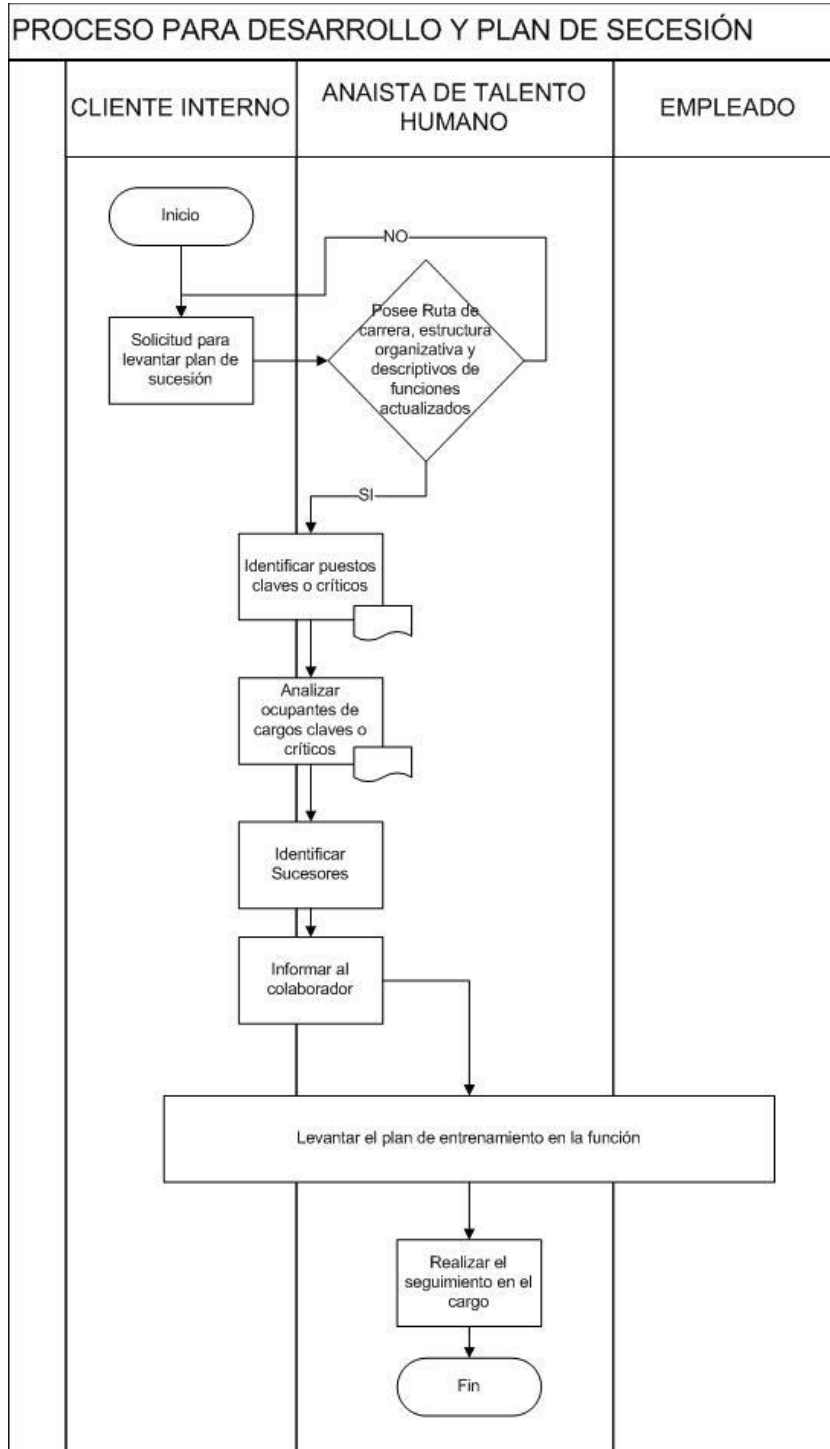 PROCESO PARA DESARROLLO Y PLAN DE SECESIÓN
CLIENTE INTERNO
ANAISTA DE TALENTO
HUMANO
EMPLEADO
Inicio
NO
Solicitud para
levantar plan de
sucesión
Posee Ruta de
carrera, estructura
organizativa y
descriptivos de
funciones
actualizados
SI
Identificar puestos
claves o críticos
Analizar
ocupantes de
cargos claves o
críticos
Identificar
Sucesores
Informar al
colaborador
Levantar el plan de entrenamiento en la función
Realizar el
seguimiento en el
cargo
Fin